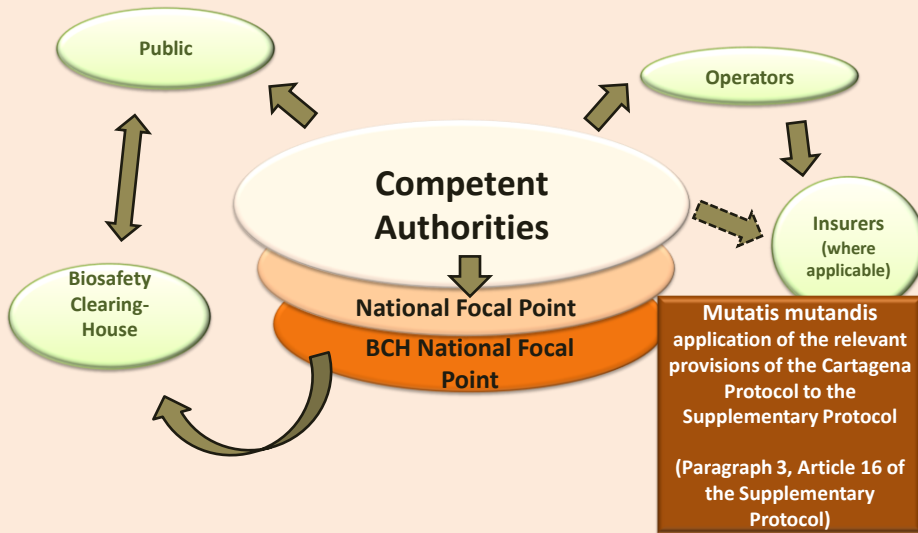 Public
Operators
Competent
Authorities
Insurers
(where
applicable)
Biosafety
Clearing-
House
National Focal Point
BCH National Focal
Point
Mutatis mutandis
application of the relevant
provisions of the Cartagena
Protocol to the
Supplementary Protocol
(Paragraph 3, Article 16 of
the Supplementary
Protocol)